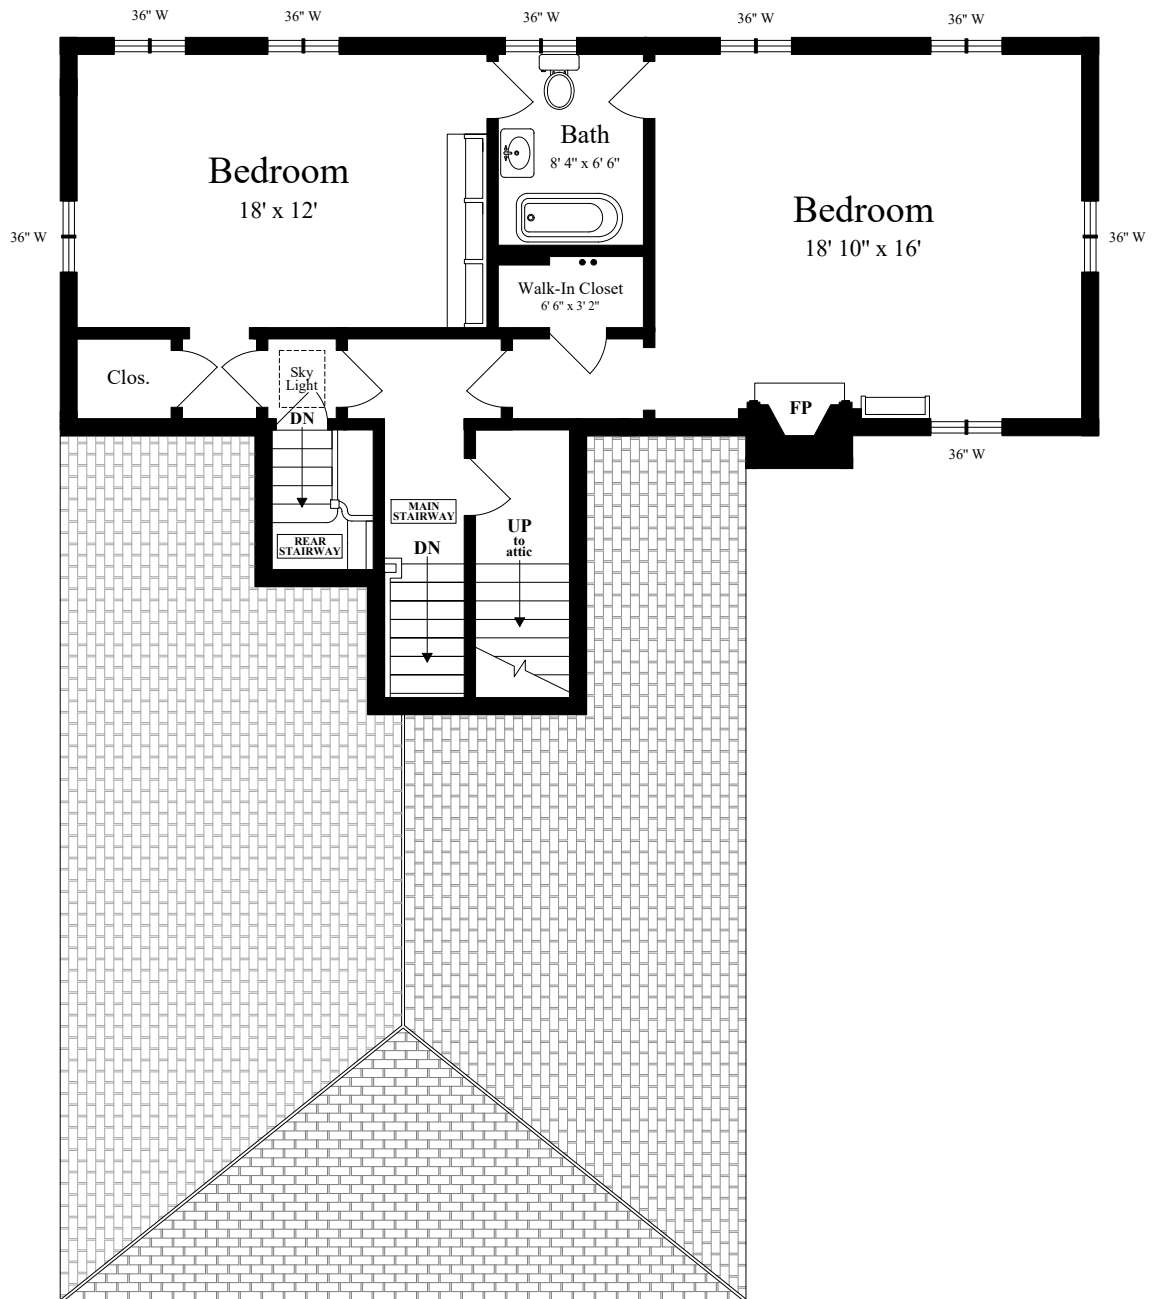 36" W
36" W
36" W
36" W
36" W
Bedroom
18' x 12'
Bath
8' 4" x 6' 6"
Bedroom
18' 10" x 16'
36" W
36" W
Walk-In Closet
6' 6" x 3' 2"
Clos.
Sky
Light
DN
FP
36" W
MAIN
STAIRWAY
REAR
STAIRWAY
DN
UP
to
attic